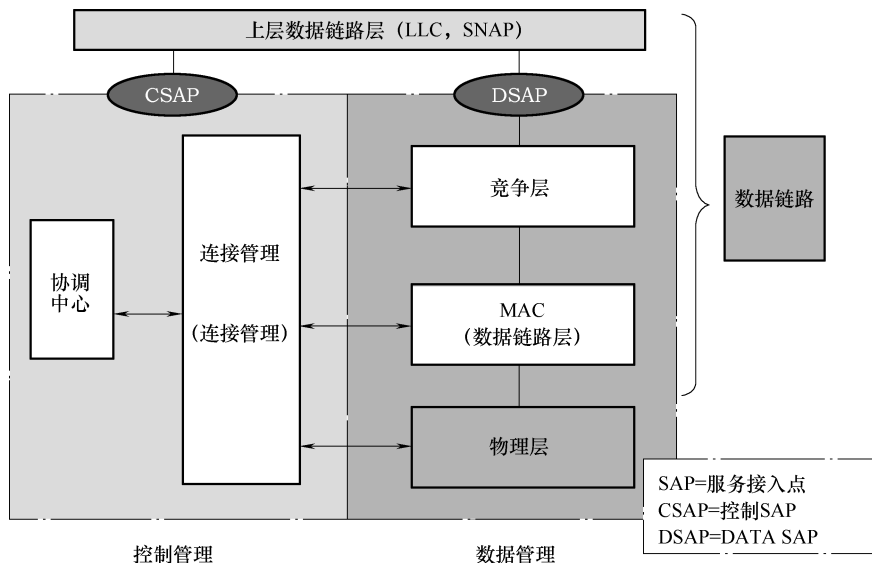 上层数据链路层（LLC，SNAP）
CSAP
DSAP
竞争层
数据链路
连接管理
协调
中心
（连接管理）
MAC
（数据链路层）
物理层
SAP=服务接入点
CSAP=控制SAP
DSAP=DATA SAP
控制管理
数据管理